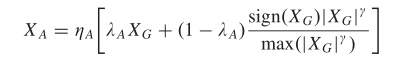 X_A = η_A [ λ_A X_G + (1 − λ_A) sign(X_G)|X_G|^γ / max(|X_G|^γ) ]